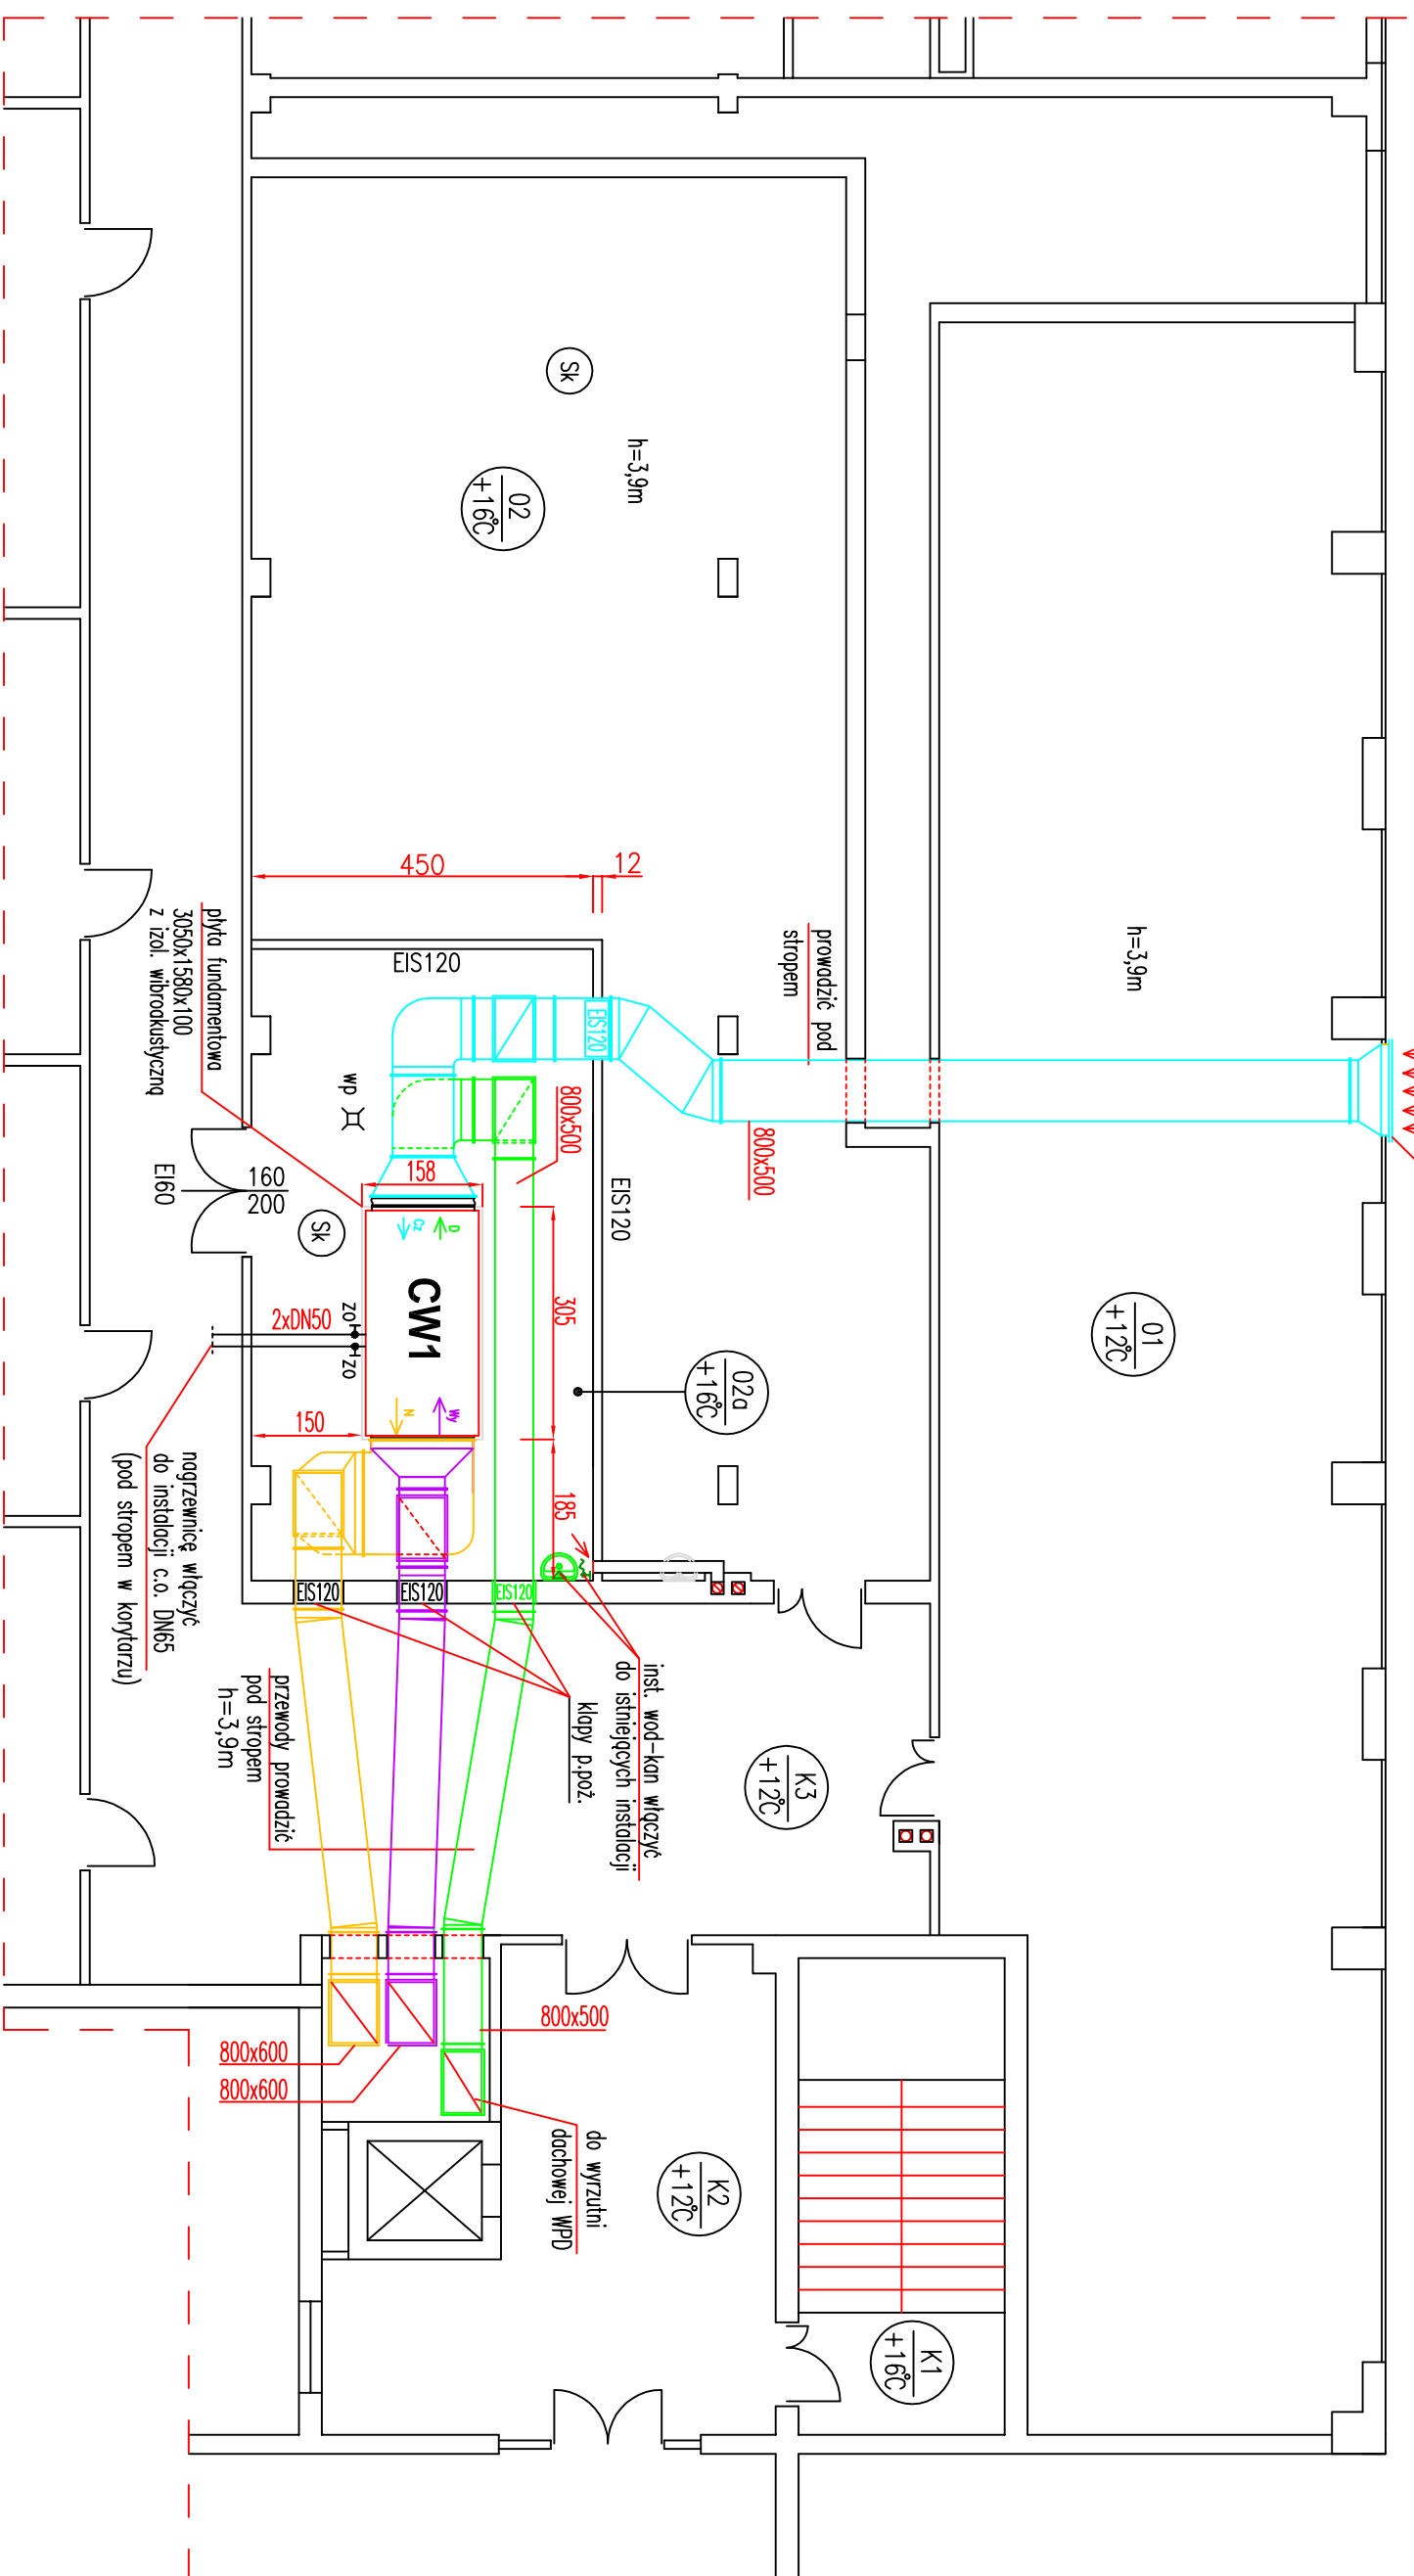 Sk
h=3,9m
02
+16°C
450
12
prowadzić pod
stropem
h=3,9m
EIS120
EIS120
płyta fundamentowa
3050x1580x100
z izol. wibroakustyczną
wp
800x500
800x500
EI60
160
200
158
EIS120
Sk
Cz
D
CW1
305
01
+12°C
2xDN50
zo
zo
02a
+16°C
N
Wy
150
185
nagrzewnicę włączyć
do instalacji c.o. DN65
(pod stropem w korytarzu)
EIS120
EIS120
EIS120
inst. wod-kan włączyć
do istniejących instalacji
klapy p.poż.
przewody prowadzić
pod stropem
h=3,9m
K3
+12°C
800x500
800x600
800x600
do wyrzutni
dachowej WPD
K2
+12°C
K1
+16°C